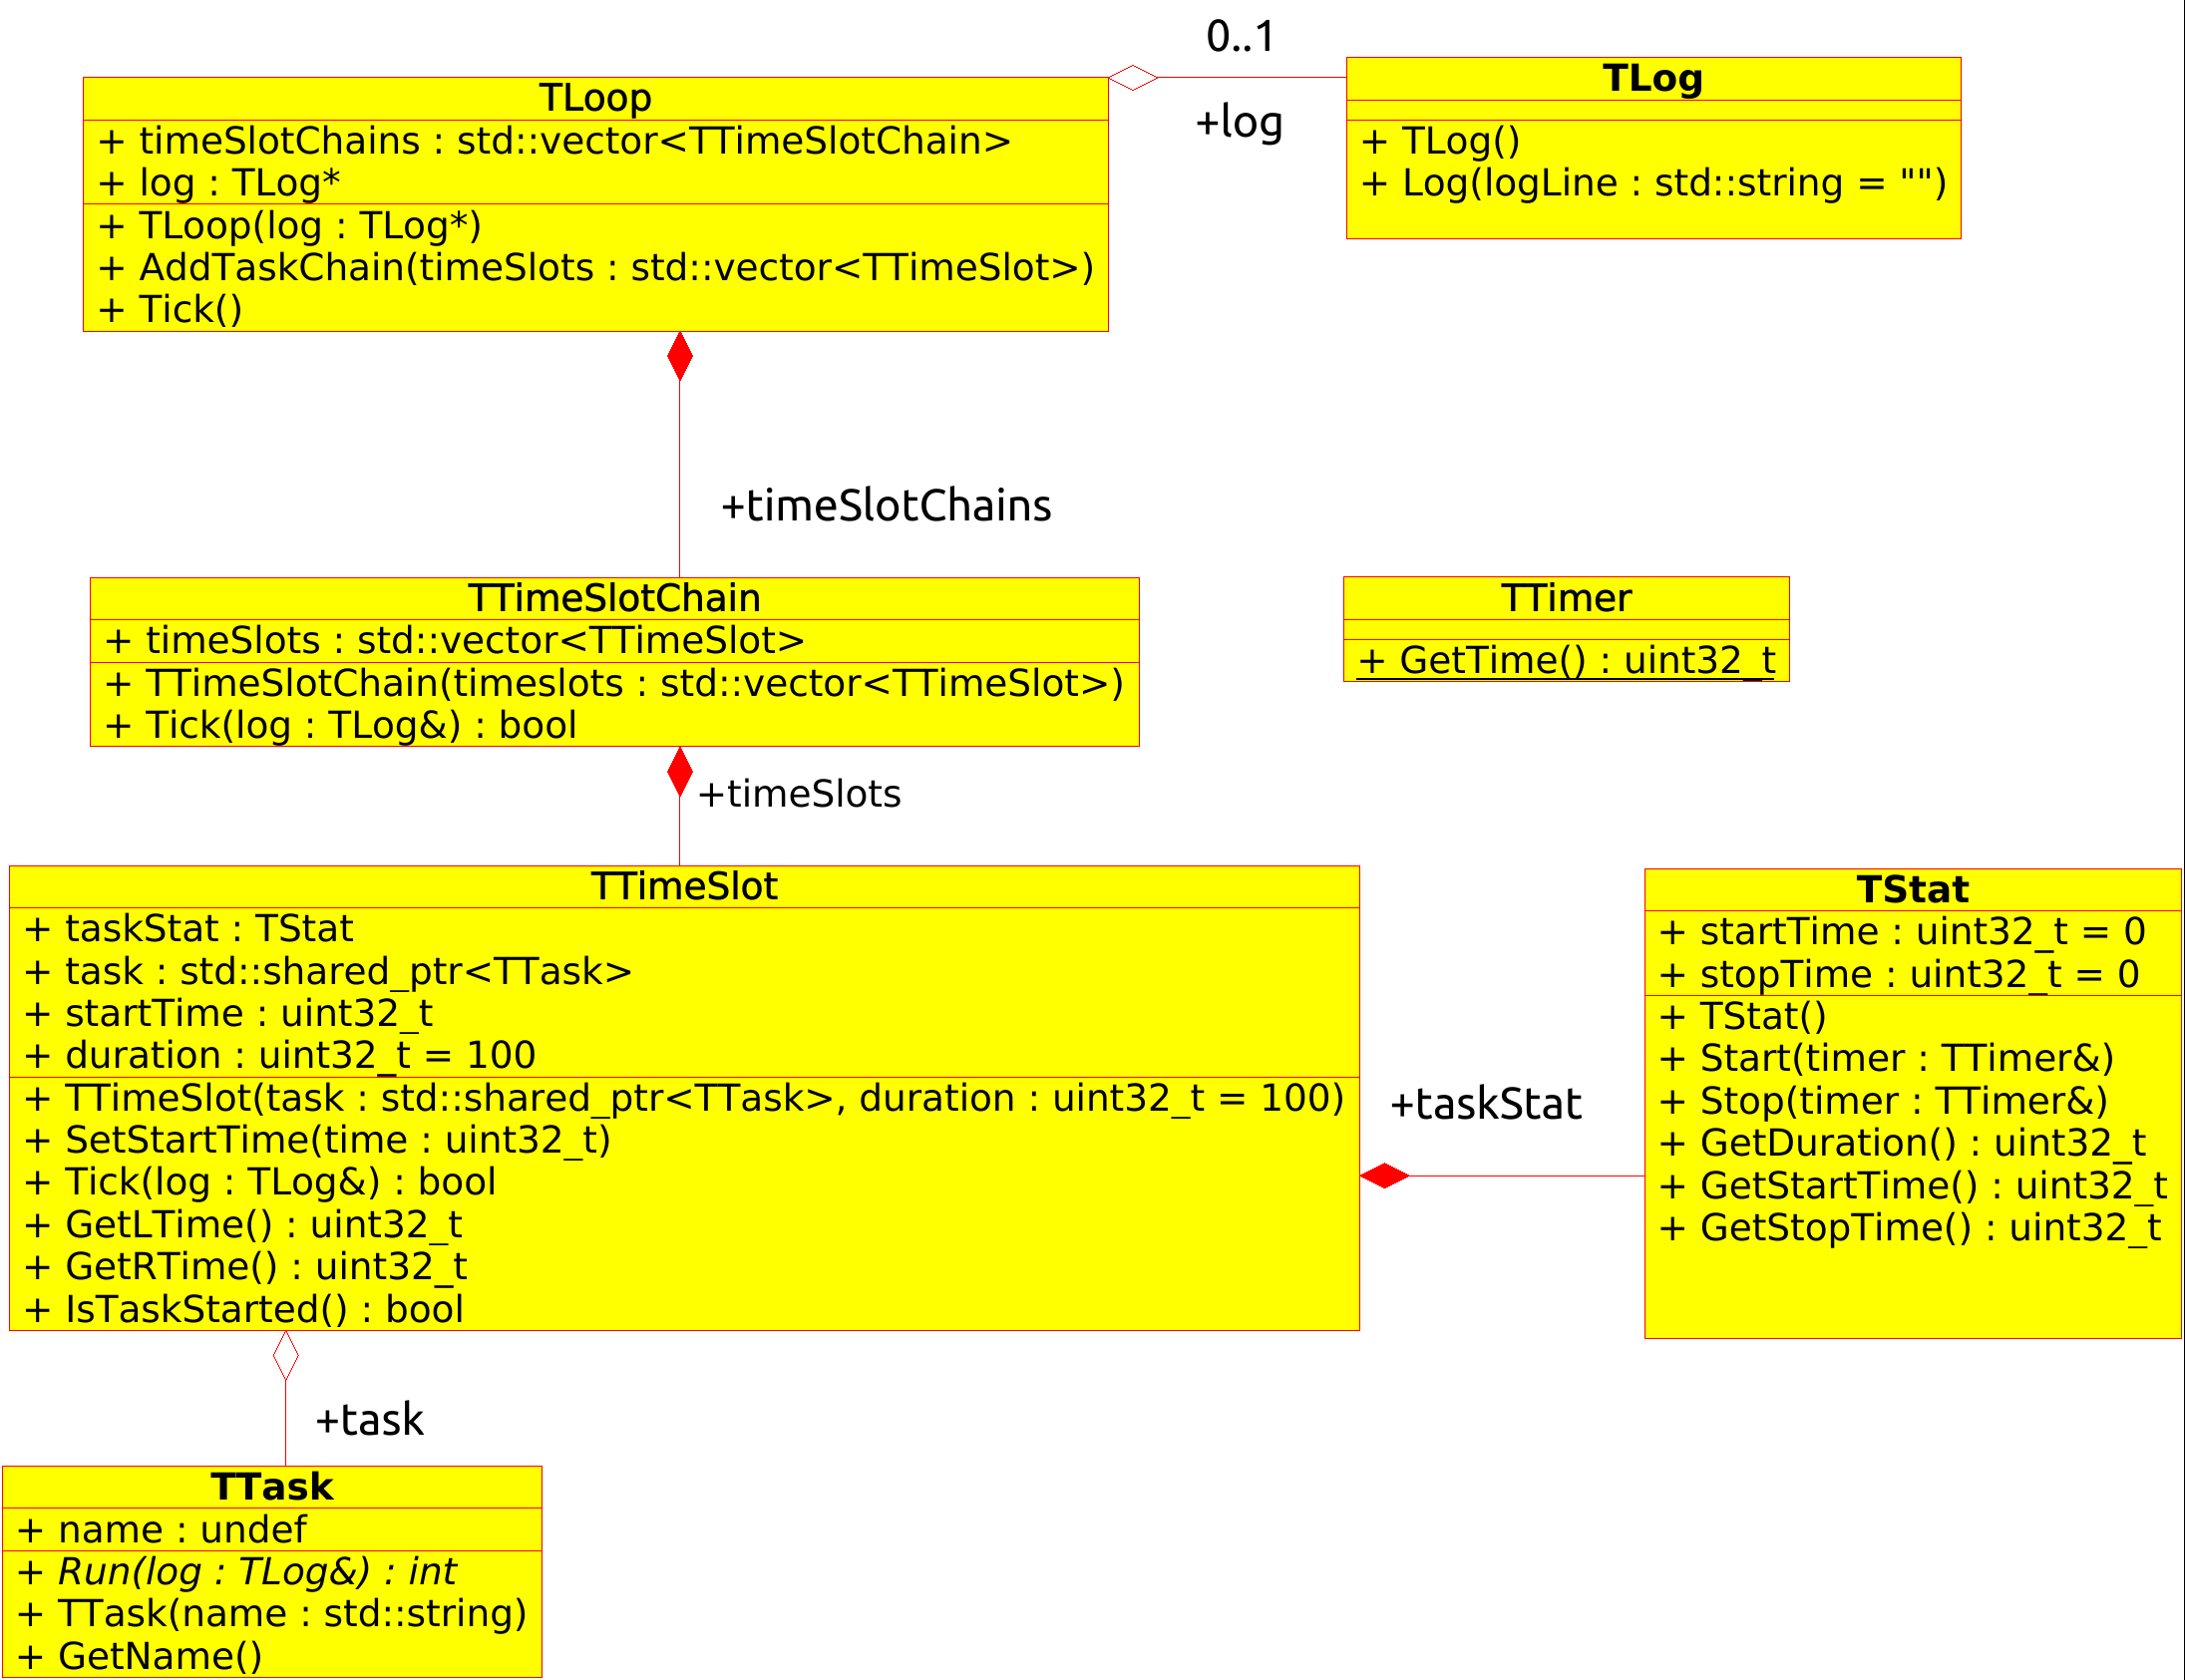 0..1
TLoop
+ timeSlotChains : std::vector<TTimeSlotChain>
+ log : TLog*
+ TLoop(log : TLog*)
+ AddTaskChain(timeSlots : std::vector<TTimeSlot>)
+ Tick()
+log
TLog
+ TLog()
+ Log(logLine : std::string = "")
+timeSlotChains
TTimeSlotChain
+ timeSlots : std::vector<TTimeSlot>
+ TTimeSlotChain(timeslots : std::vector<TTimeSlot>)
+ Tick(log : TLog&) : bool
TTimer
+ GetTime() : uint32_t
+timeSlots
TTimeSlot
+ taskStat : TStat
+ task : std::shared_ptr<TTask>
+ startTime : uint32_t
+ duration : uint32_t = 100
+ TTimeSlot(task : std::shared_ptr<TTask>, duration : uint32_t = 100)
+ SetStartTime(time : uint32_t)
+ Tick(log : TLog&) : bool
+ GetLTime() : uint32_t
+ GetRTime() : uint32_t
+ IsTaskStarted() : bool
+taskStat
TStat
+ startTime : uint32_t = 0
+ stopTime : uint32_t = 0
+ TStat()
+ Start(timer : TTimer&)
+ Stop(timer : TTimer&)
+ GetDuration() : uint32_t
+ GetStartTime() : uint32_t
+ GetStopTime() : uint32_t
+task
TTask
+ name : undef
+ Run(log : TLog&) : int
+ TTask(name : std::string)
+ GetName()